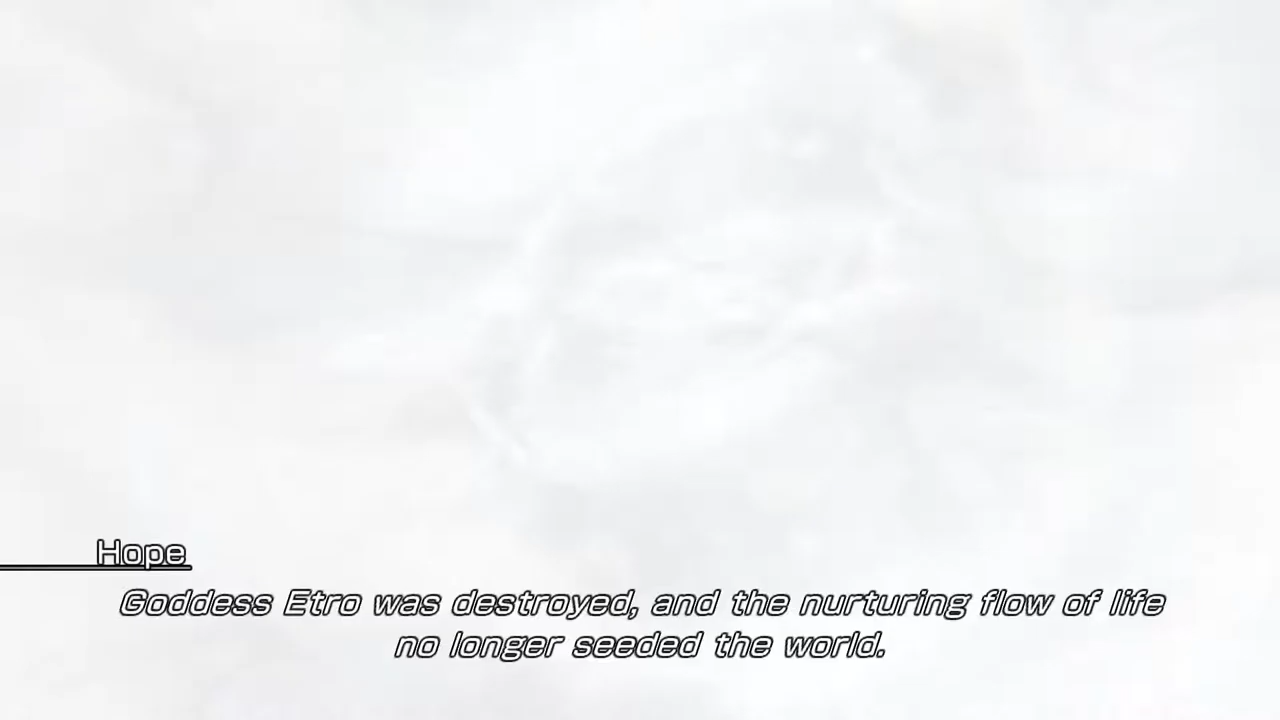 Hope
Goddess Etro was destroyed, and the nurturing flow of life
no longer seeded the world.